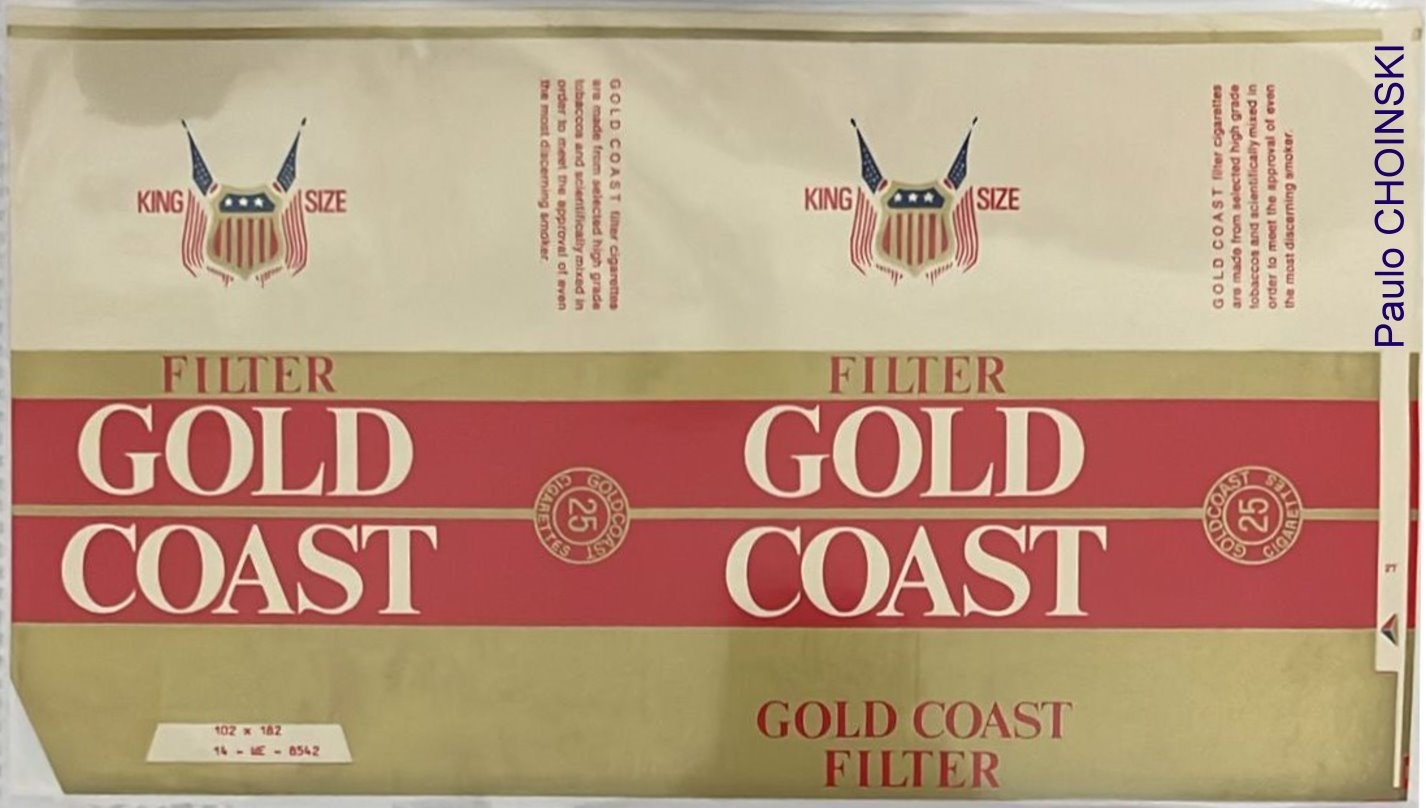 KING SIZE
GOLD COAST filter cigarettes
are made from selected high grade
tobaccos and scientifically mixed in
order to meet the approval of even
the most discerning smoker.
KING SIZE
GOLD COAST filter cigarettes
are made from selected high grade
tobaccos and scientifically mixed in
order to meet the approval of even
the most discerning smoker.
Paulo CHOINSKI
FILTER
GOLD
COAST
GOLDCOAST
25
CIGARETTES
FILTER
GOLD
COAST
GOLDCOAST
25
CIGARETTES
102 x 182
14 - WE - 8542
GOLD COAST
FILTER